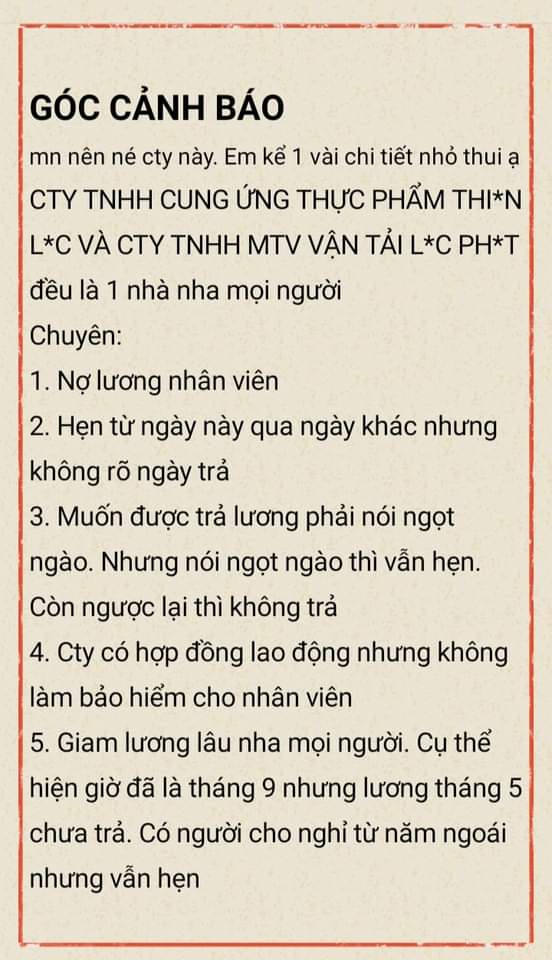 GÓC CẢNH BÁO
mn nên né cty này. Em kể 1 vài chi tiết nhỏ thui ạ
CTY TNHH CUNG ỨNG THỰC PHẨM THI*N
L*C VÀ CTY TNHH MTV VẬN TẢI L*C PH*T
đều là 1 nhà nha mọi người
Chuyên:
1. Nợ lương nhân viên
2. Hẹn từ ngày này qua ngày khác nhưng
không rõ ngày trả
3. Muốn được trả lương phải nói ngọt
ngào. Nhưng nói ngọt ngào thì vẫn hẹn.
Còn ngược lại thì không trả
4. Cty có hợp đồng lao động nhưng không
làm bảo hiểm cho nhân viên
5. Giam lương lâu nha mọi người. Cụ thể
hiện giờ đã là tháng 9 nhưng lương tháng 5
chưa trả. Có người cho nghỉ từ năm ngoái
nhưng vẫn hẹn